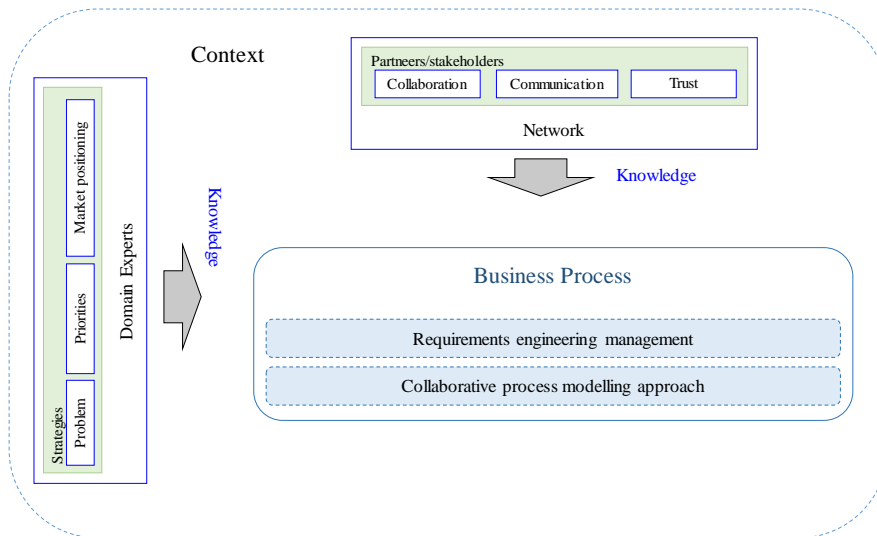 Context
Partneers/stakeholders
Collaboration
Communication
Trust
Network
Knowledge
Market positioning
Priorities
Problem
Strategies
Domain Experts
Knowledge
Business Process
Requirements engineering management
Collaborative process modelling approach